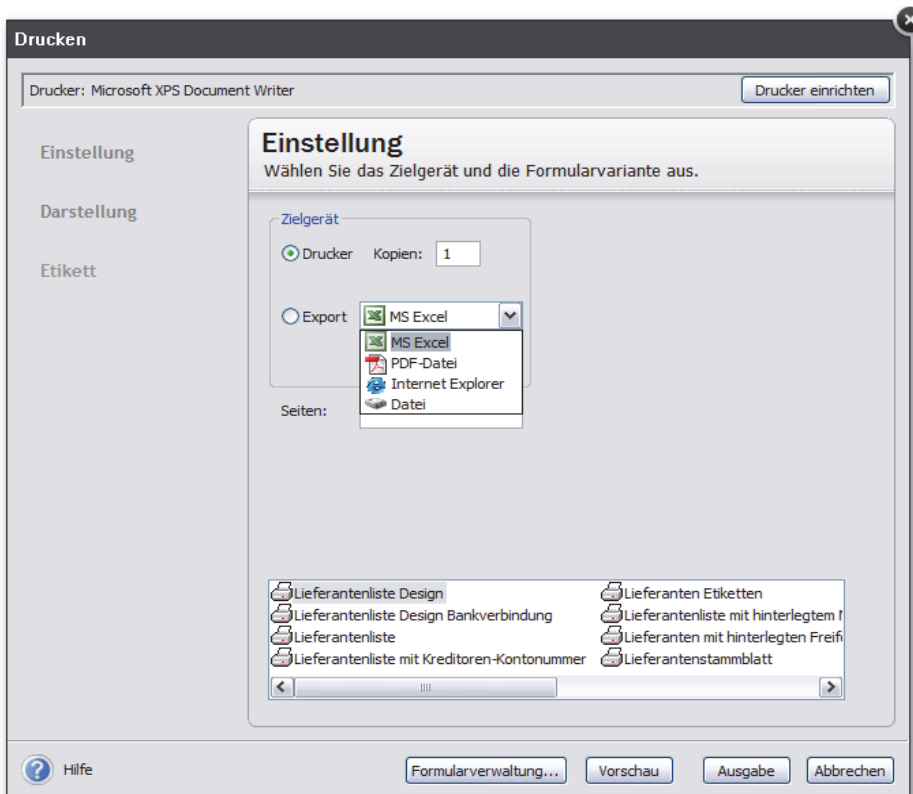 Drucken
Drucker: Microsoft XPS Document Writer
Drucker einrichten
Einstellung
Darstellung
Etikett
Einstellung
Wählen Sie das Zielgerät und die Formularvariante aus.
Zielgerät
Drucker Kopien: 1
Export MS Excel
MS Excel
PDF-Datei
Internet Explorer
Datei
Seiten:
Lieferantenliste Design
Lieferantenliste Design Bankverbindung
Lieferantenliste
Lieferantenliste mit Kreditoren-Kontonummer
Lieferanten Etiketten
Lieferantenliste mit hinterlegtem
Lieferanten mit hinterlegten
Lieferantenstammblatt
Hilfe
Formularverwaltung...
Vorschau
Ausgabe
Abbrechen